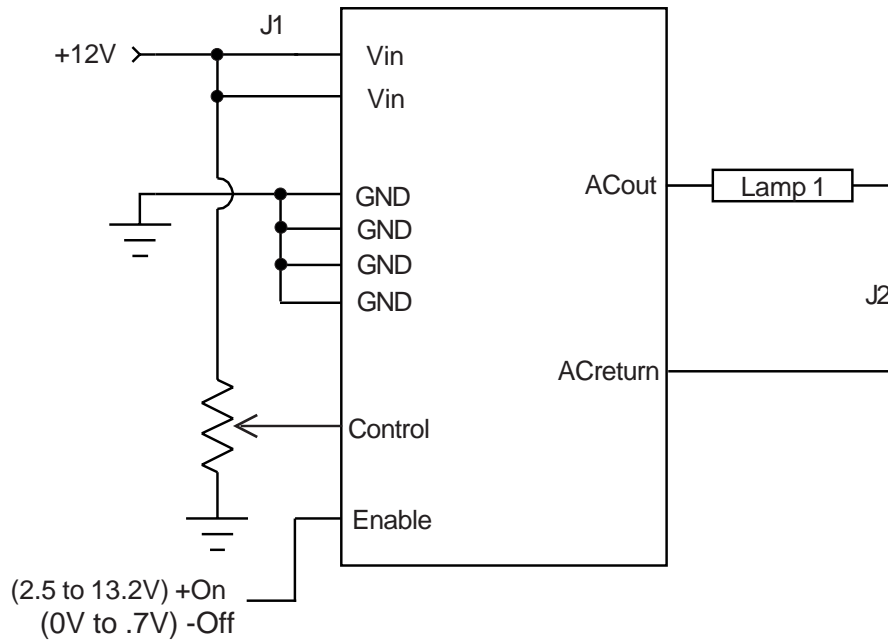 J1
+12V
Vin
Vin
GND
GND
GND
GND
ACout
Lamp 1
J2
ACreturn
Control
Enable
(2.5 to 13.2V) +On
(0V to .7V) -Off